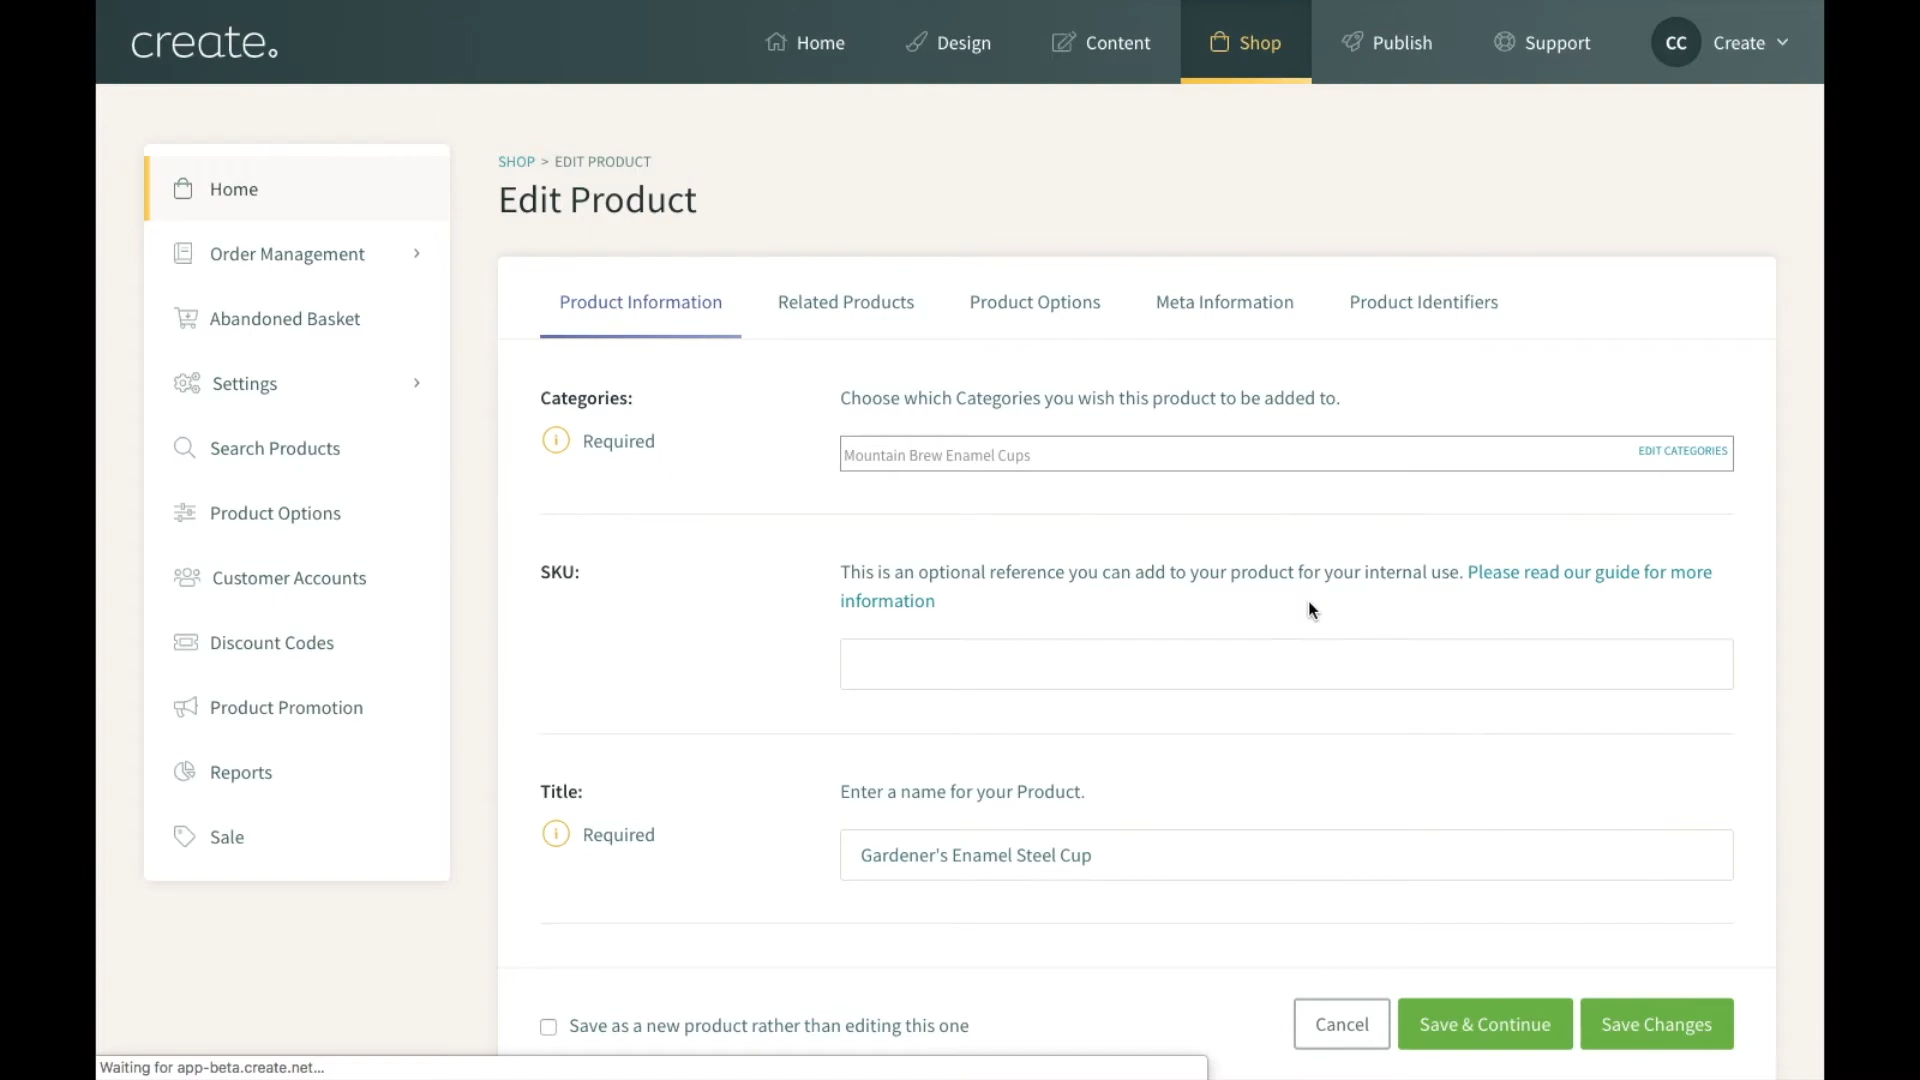 create.
Home
Design
Content
Shop
Publish
Support
CC
Create
Home
Order Management
Abandoned Basket
Settings
Search Products
Product Options
Customer Accounts
Discount Codes
Product Promotion
Reports
Sale
SHOP > EDIT PRODUCT
Edit Product
Product Information
Related Products
Product Options
Meta Information
Product Identifiers
Categories:
Required
Choose which Categories you wish this product to be added to.
Mountain Brew Enamel Cups
EDIT CATEGORIES
SKU:
This is an optional reference you can add to your product for your internal use. Please read our guide for more
information
Title:
Required
Enter a name for your Product.
Gardener's Enamel Steel Cup
Save as a new product rather than editing this one
Cancel
Save & Continue
Save Changes
Waiting for app-beta.create.net...